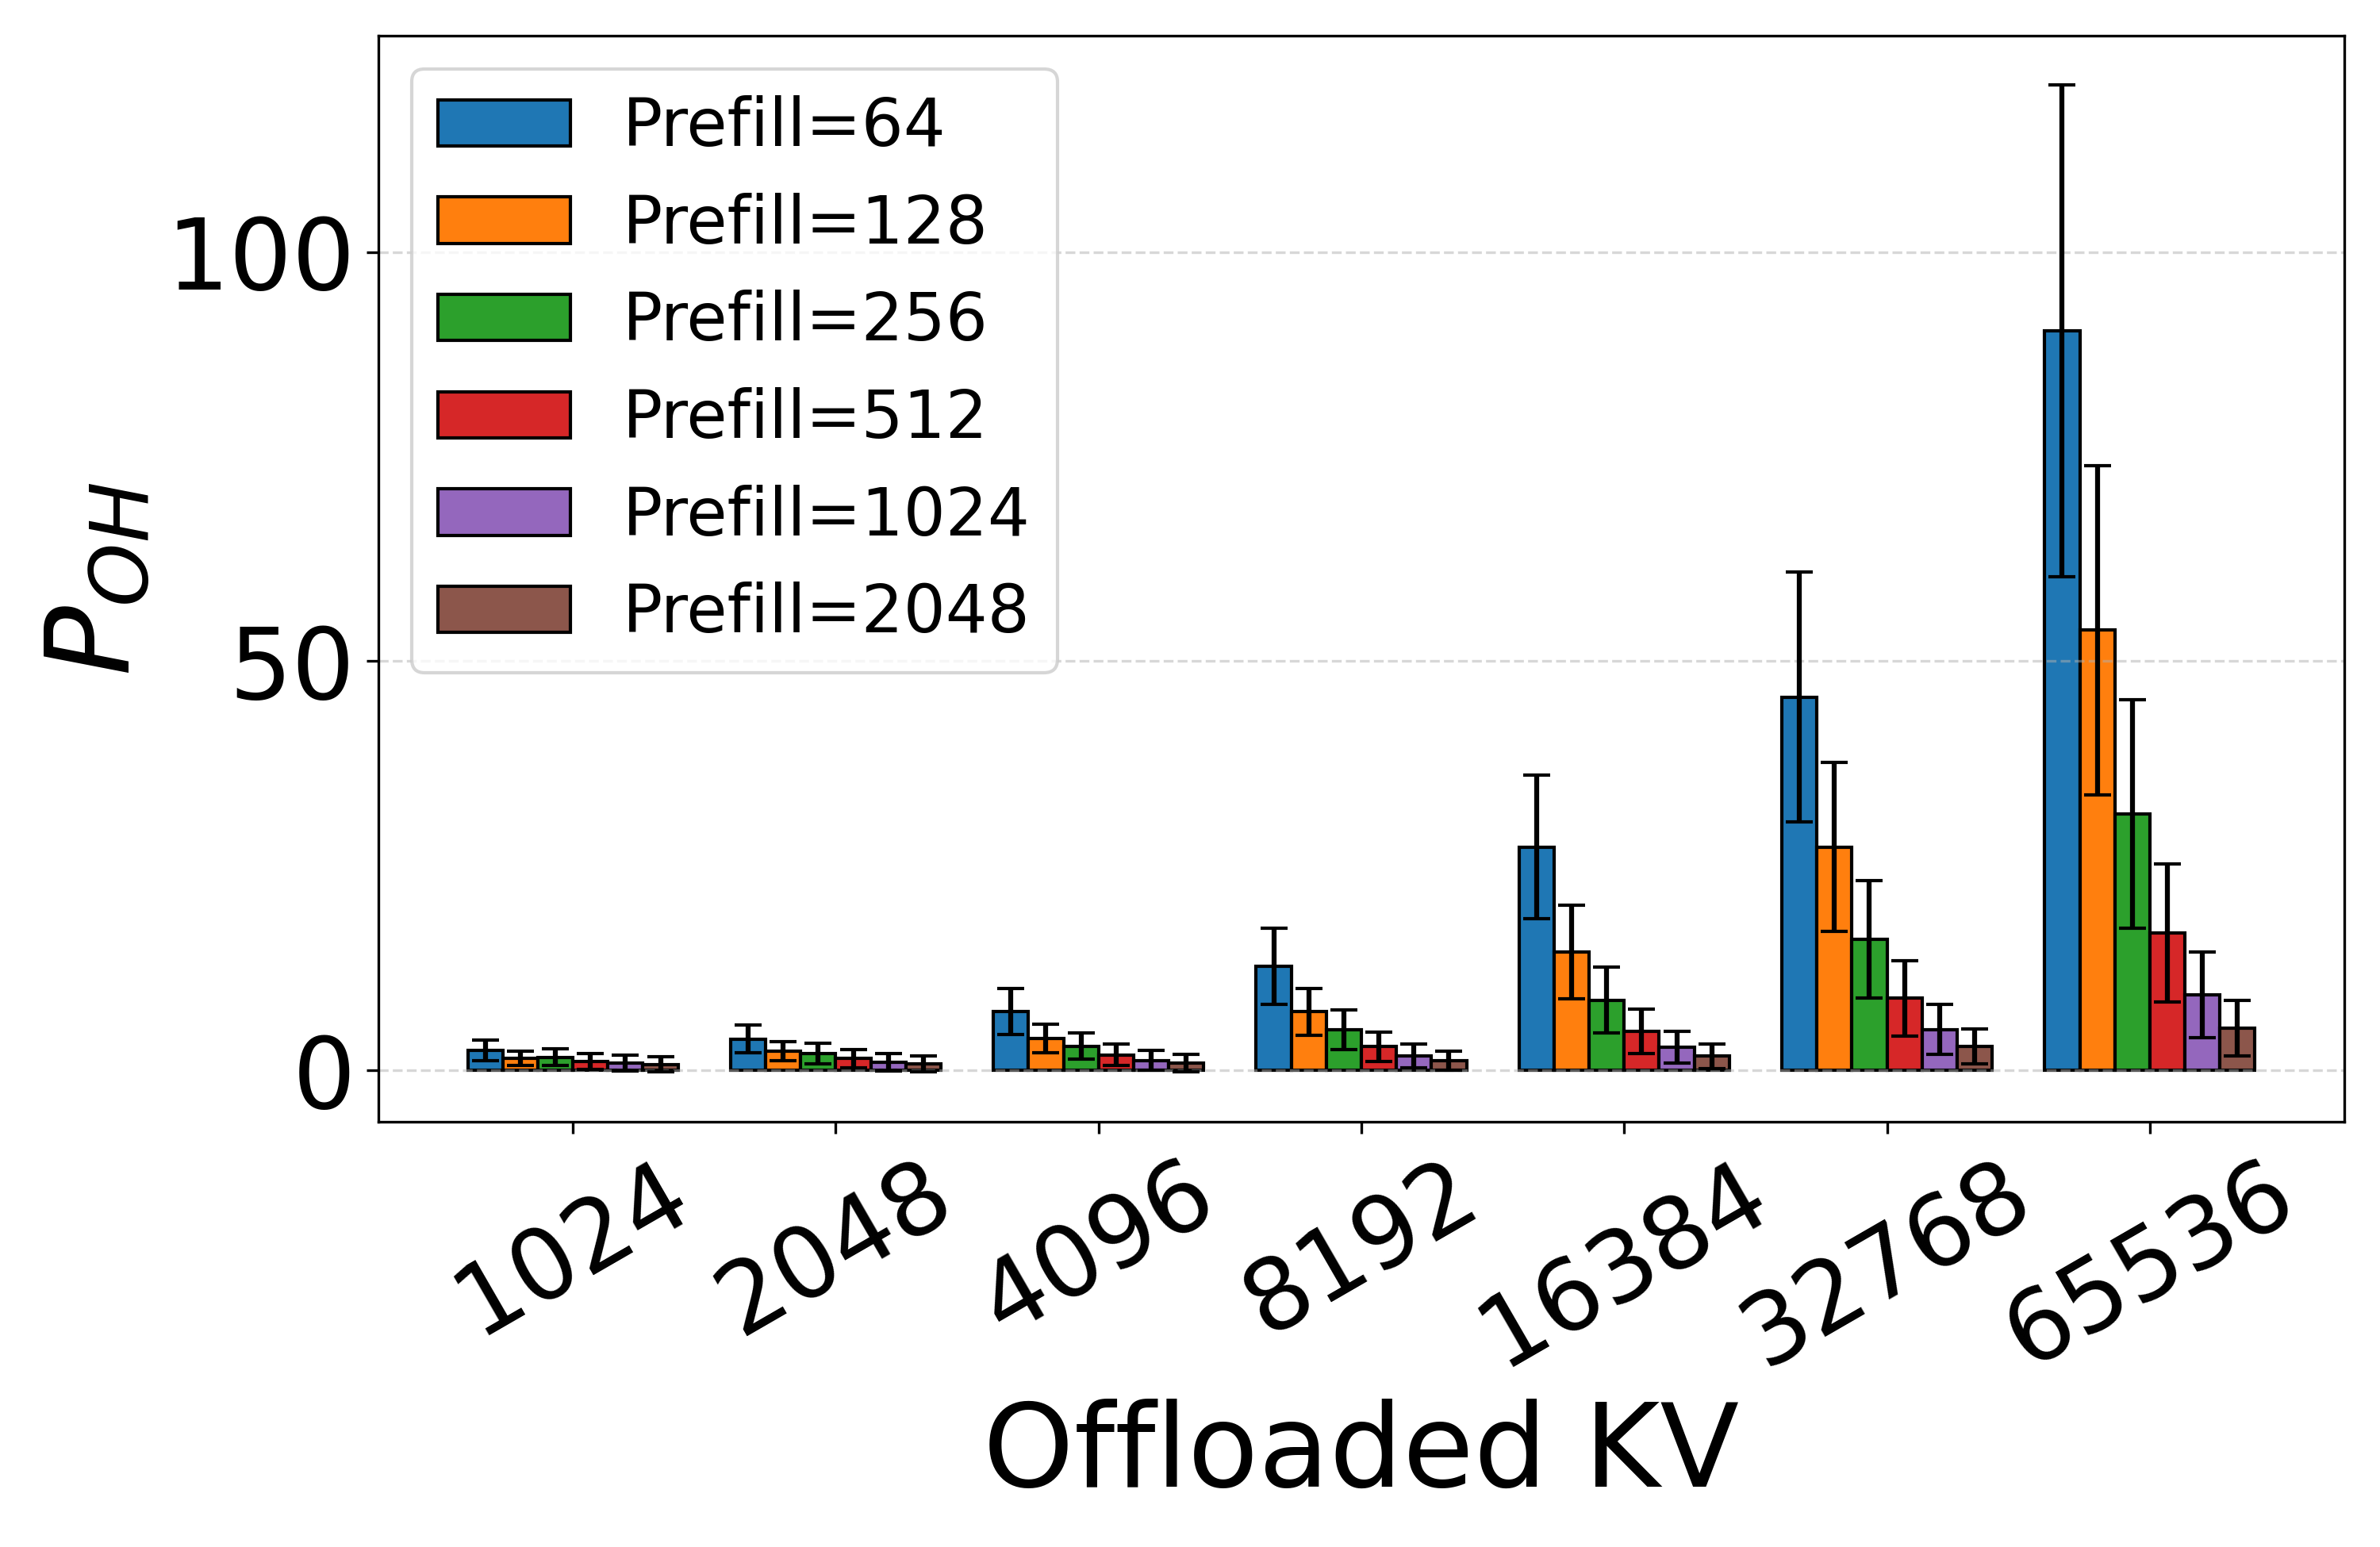 Prefill=64
Prefill=128
Prefill=256
Prefill=512
Prefill=1024
Prefill=2048
100
50
0
P_OH
1024
2048
4096
8192
16384
32768
65536
Offloaded KV